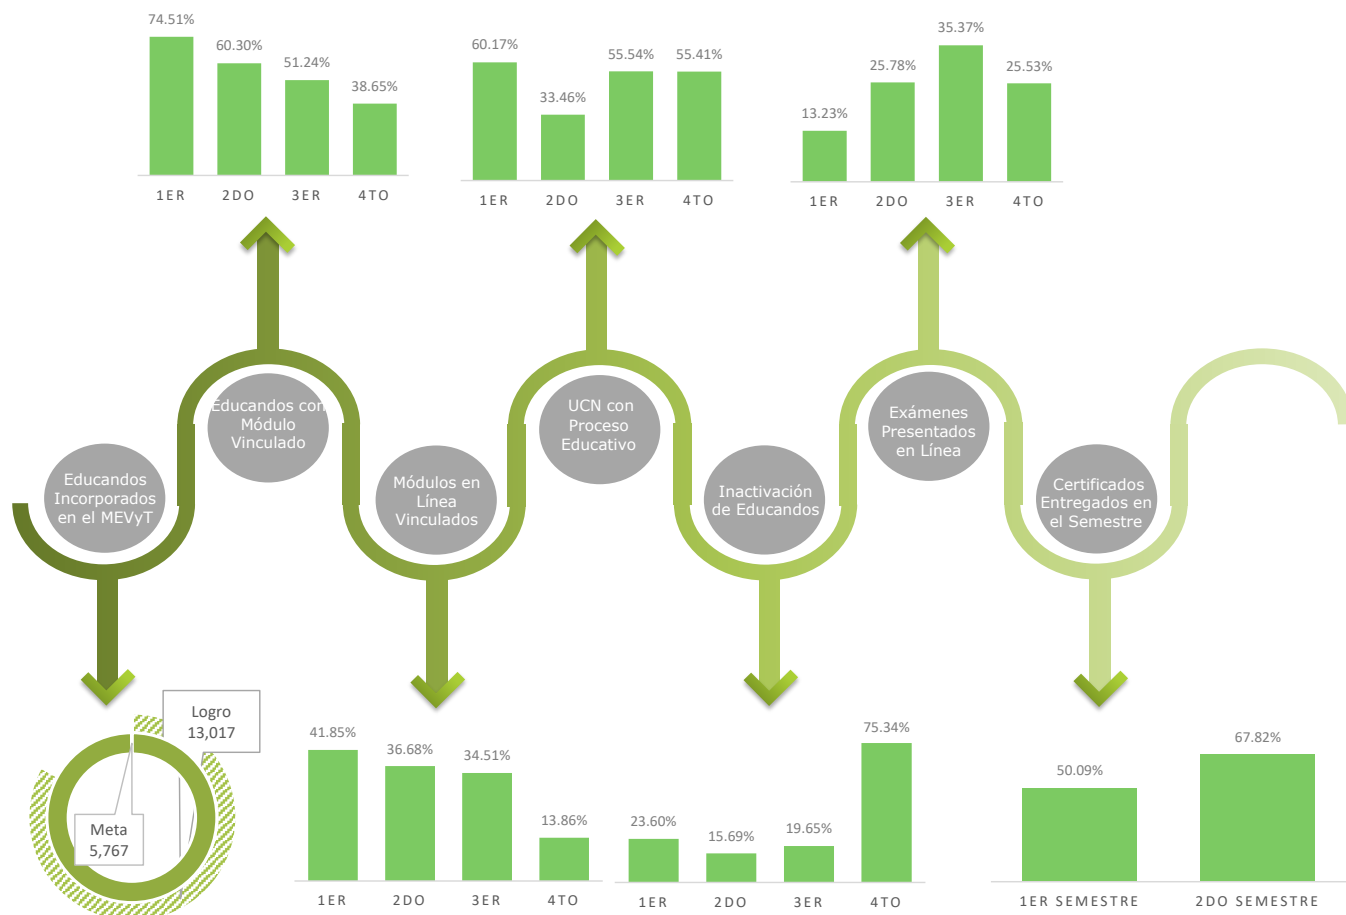 74.51%
60.30%
51.24%
38.65%
1ER 2DO 3ER 4TO
60.17%
33.46%
55.54%
55.41%
1ER 2DO 3ER 4TO
13.23%
25.78%
35.37%
25.53%
1ER 2DO 3ER 4TO
Educandos
Incorporados
en el MEVyT
Educandos con
Módulo
Vinculado
Módulos en
Línea
Vinculados
UCN con
Proceso
Educativo
Inactivación
de Educandos
Exámenes
Presentados
en Línea
Certificados
Entregados en
el Semestre
Logro
13,017
Meta
5,767
41.85%
36.68%
34.51%
13.86%
1ER 2DO 3ER 4TO
23.60%
15.69%
19.65%
75.34%
1ER 2DO 3ER 4TO
50.09%
67.82%
1ER SEMESTRE 2DO SEMESTRE